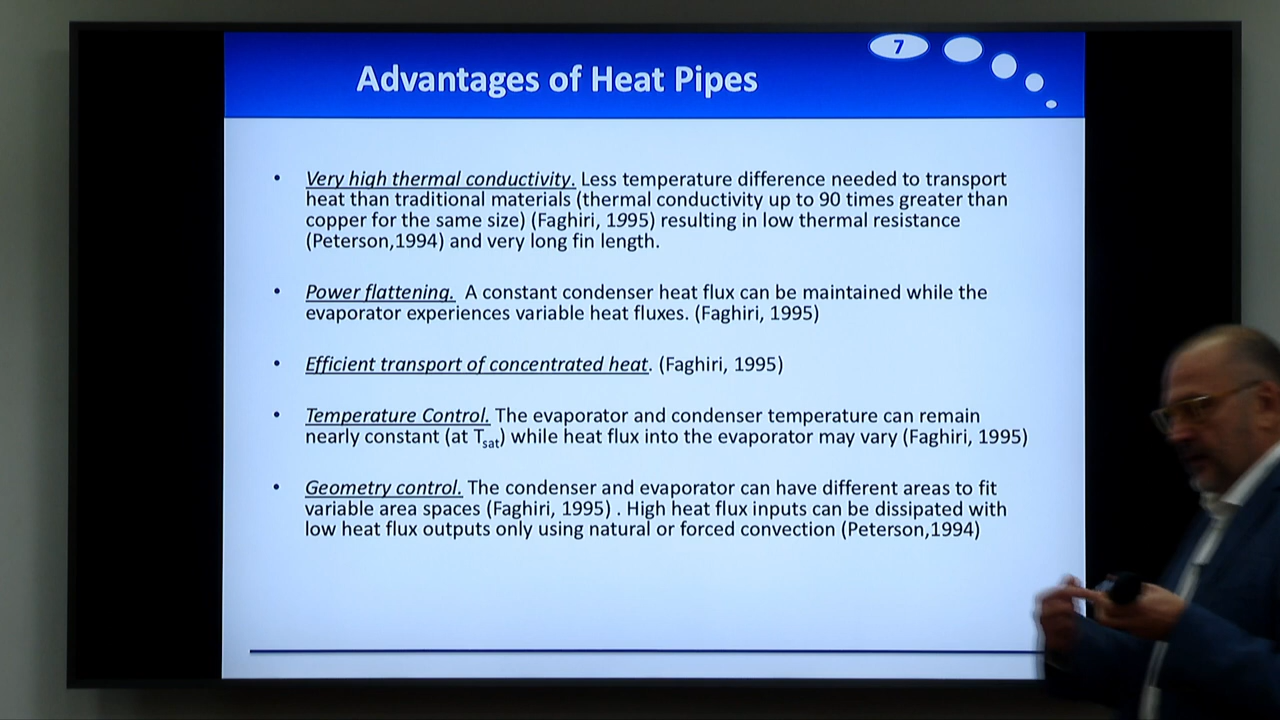 7
Advantages of Heat Pipes
• Very high thermal conductivity. Less temperature difference needed to transport
heat than traditional materials (thermal conductivity up to 90 times greater than
copper for the same size) (Faghiri, 1995) resulting in low thermal resistance
(Peterson,1994) and very long fin length.
• Power flattening. A constant condenser heat flux can be maintained while the
evaporator experiences variable heat fluxes. (Faghiri, 1995)
• Efficient transport of concentrated heat. (Faghiri, 1995)
• Temperature Control. The evaporator and condenser temperature can remain
nearly constant (at Tsat) while heat flux into the evaporator may vary (Faghiri, 1995)
• Geometry control. The condenser and evaporator can have different areas to fit
variable area spaces (Faghiri, 1995) . High heat flux inputs can be dissipated with
low heat flux outputs only using natural or forced convection (Peterson,1994)